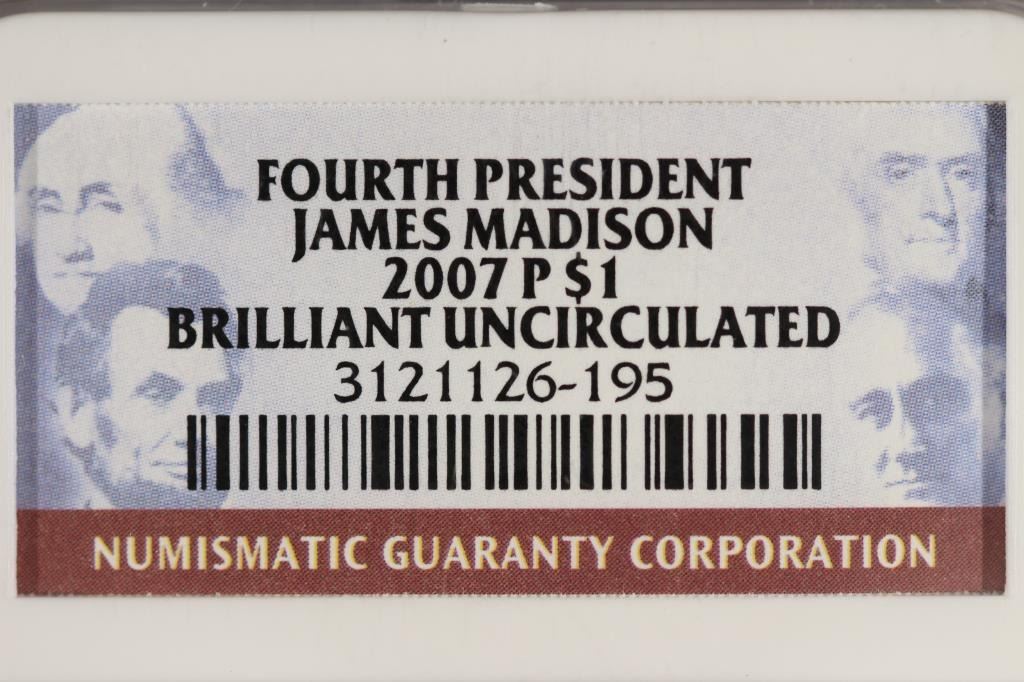 FOURTH PRESIDENT
JAMES MADISON
2007 P $1
BRILLIANT UNCIRCULATED
3121126-195
NUMISMATIC GUARANTY CORPORATION